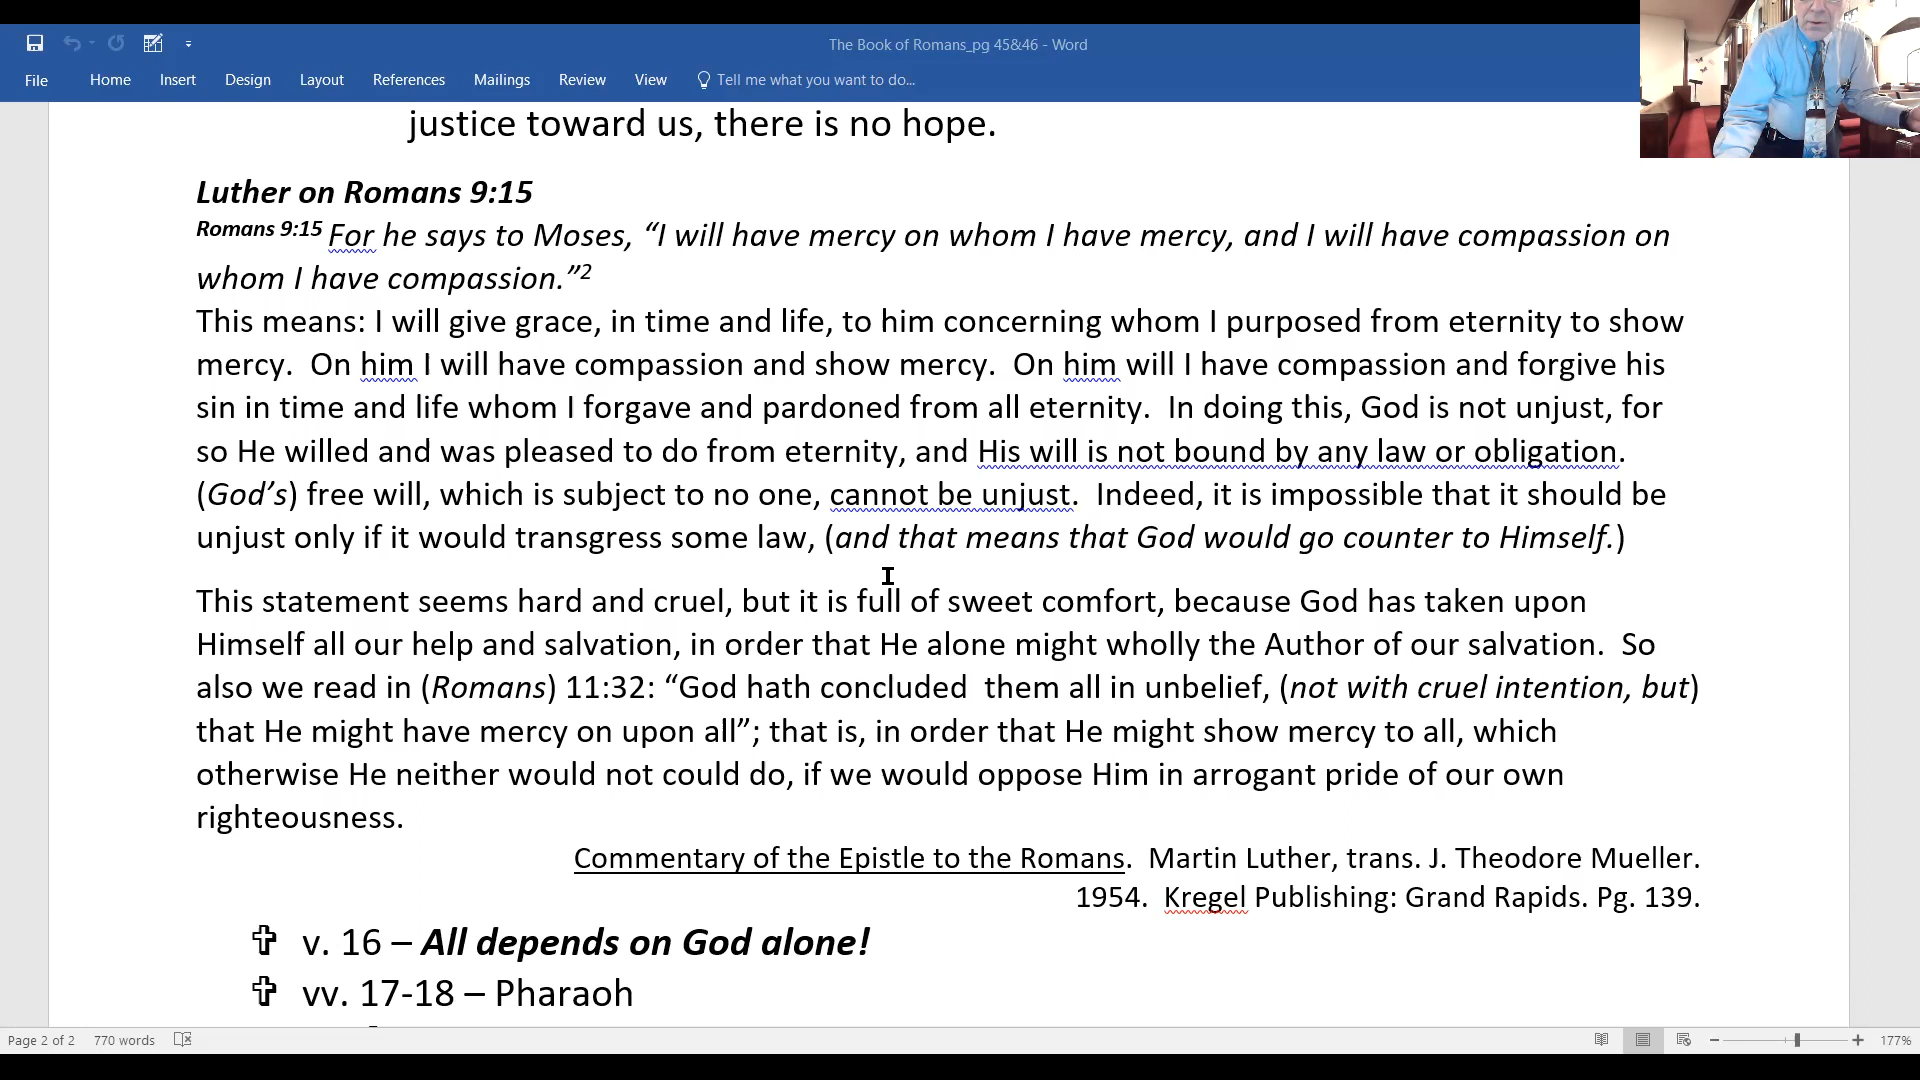 The Book of Romans_pg 45&46 - Word
File Home Insert Design Layout References Mailings Review View Tell me what you want to do...
justice toward us, there is no hope.
Luther on Romans 9:15
Romans 9:15 For he says to Moses, “I will have mercy on whom I have mercy, and I will have compassion on
whom I have compassion.”2
This means: I will give grace, in time and life, to him concerning whom I purposed from eternity to show
mercy.  On him I will have compassion and show mercy.  On him will I have compassion and forgive his
sin in time and life whom I forgave and pardoned from all eternity.  In doing this, God is not unjust, for
so He willed and was pleased to do from eternity, and His will is not bound by any law or obligation.
(God’s) free will, which is subject to no one, cannot be unjust.  Indeed, it is impossible that it should be
unjust only if it would transgress some law, (and that means that God would go counter to Himself.)
This statement seems hard and cruel, but it is full of sweet comfort, because God has taken upon
Himself all our help and salvation, in order that He alone might wholly the Author of our salvation.  So
also we read in (Romans) 11:32: “God hath concluded  them all in unbelief, (not with cruel intention, but)
that He might have mercy on upon all”; that is, in order that He might show mercy to all, which
otherwise He neither would not could do, if we would oppose Him in arrogant pride of our own
righteousness.
Commentary of the Epistle to the Romans.  Martin Luther, trans. J. Theodore Mueller.
1954.  Kregel Publishing: Grand Rapids. Pg. 139.
✞ v. 16 – All depends on God alone!
✞ vv. 17-18 – Pharaoh
Page 2 of 2 770 words 177%